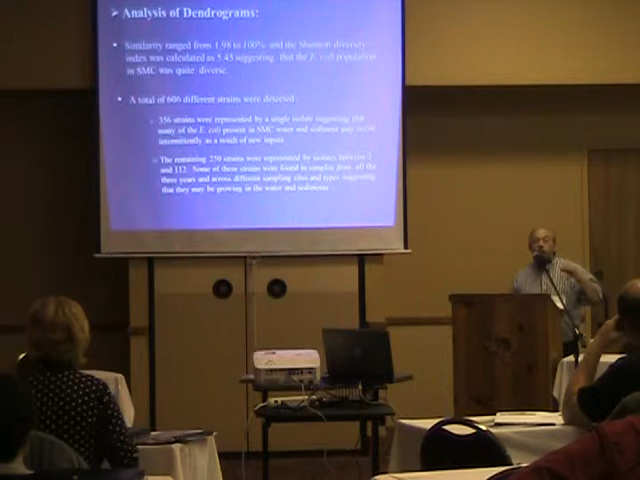 ➤ Analysis of Dendrograms:
• Similarity ranged from 1.98 to 100% and the Shannon diversity
index was calculated as 5.45 suggesting that the E. coli population
in SMC was quite diverse.
• A total of 606 different strains were detected.
o 356 strains were represented by a single isolate suggesting that
many of the E. coli present in SMC water and sediment may occur
intermittently as a result of new inputs.
o The remaining 250 strains were represented by isolates between 2
and 112. Some of these strains were found in samples from all the
three years and across different sampling sites and types suggesting
that they may be growing in the water and sediments.